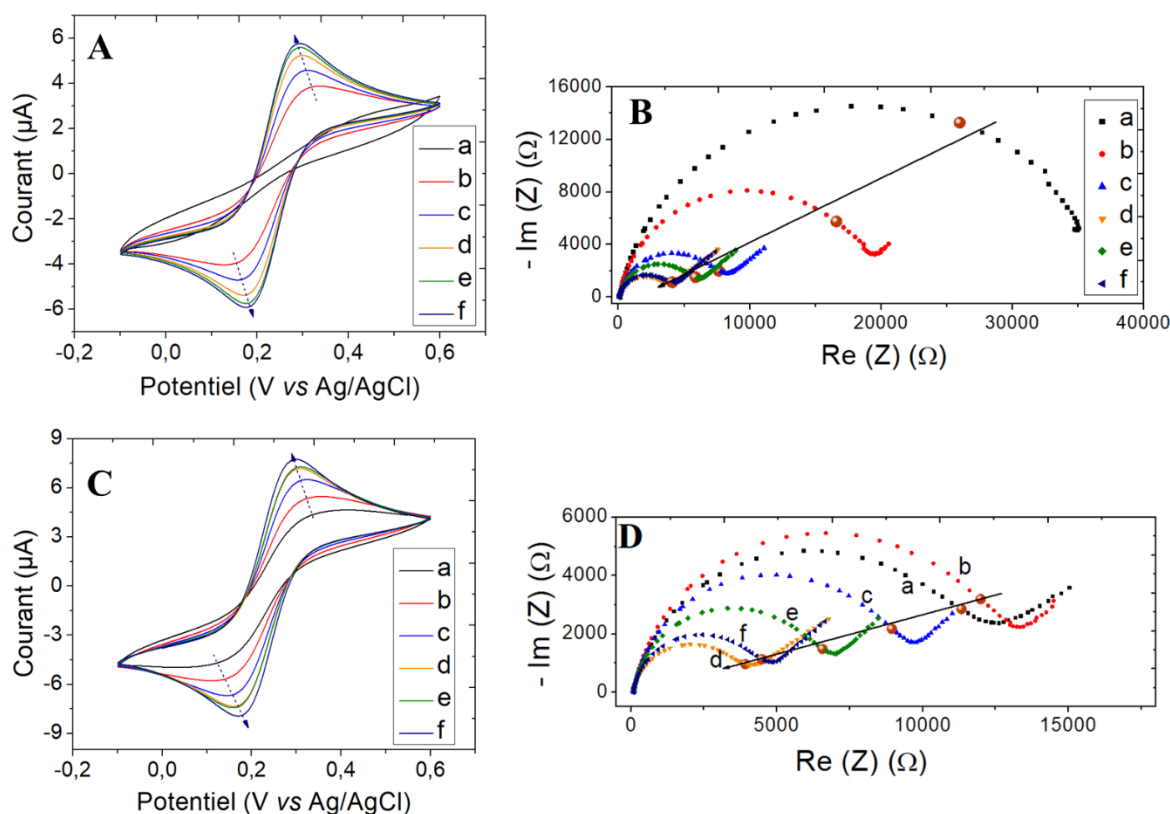 A
6
4
2
0
-2
-4
-6
Courant (µA)
-0,2
0,0
0,2
0,4
0,6
Potentiel (V vs Ag/AgCl)
a
b
c
d
e
f
B
16000
14000
12000
8000
4000
0
- Im (Z) (Ω)
0
10000
20000
30000
40000
Re (Z) (Ω)
a
b
c
d
e
f
C
9
6
3
0
-3
-6
-9
Courant (µA)
-0,2
0,0
0,2
0,4
0,6
Potentiel (V vs Ag/AgCl)
a
b
c
d
e
f
D
6000
4000
2000
0
- Im (Z) (Ω)
0
5000
10000
15000
Re (Z) (Ω)
b
a
c
e
f
d